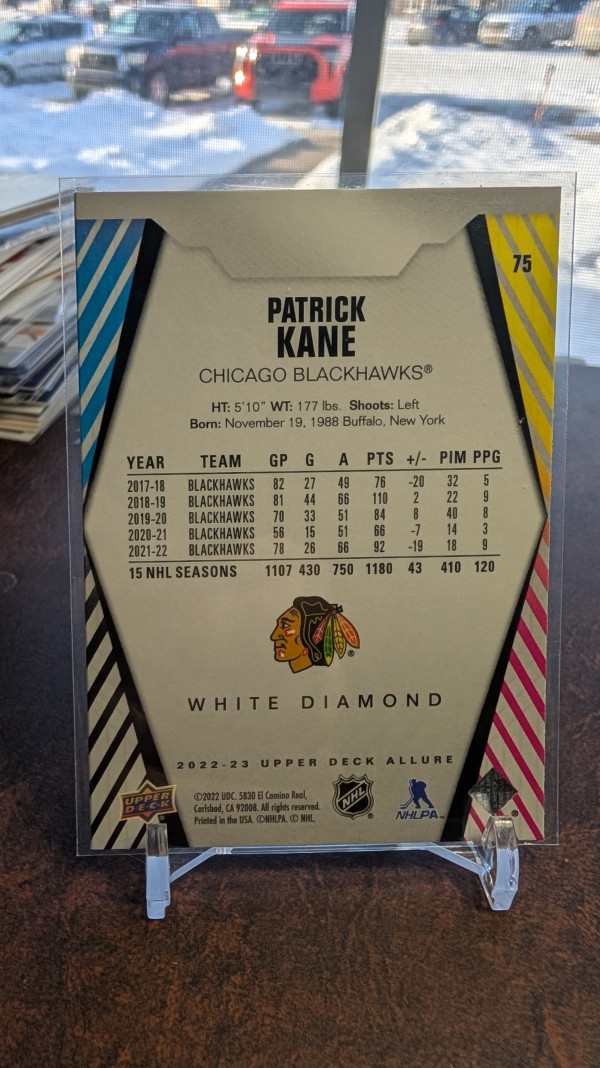 75
PATRICK
KANE
CHICAGO BLACKHAWKS®
HT: 5'10" WT: 177 lbs. Shoots: Left
Born: November 19, 1988 Buffalo, New York
YEAR TEAM GP G A PTS +/- PIM PPG
2017-18 BLACKHAWKS 82 27 49 76 -20 32 5
2018-19 BLACKHAWKS 81 44 66 110 2 22 9
2019-20 BLACKHAWKS 70 33 51 84 8 40 8
2020-21 BLACKHAWKS 56 15 51 66 -7 14 3
2021-22 BLACKHAWKS 78 26 66 92 -19 18 9
15 NHL SEASONS 1107 430 750 1180 43 410 120
®
WHITE DIAMOND
2022-23 UPPER DECK ALLURE
UPPER
D·E·C·K
©2022 UDC. 5830 El Camino Real,
Carlsbad, CA 92008. All rights reserved.
Printed in the USA. ©NHLPA. © NHL.
NHL ®
NHLPA™
®